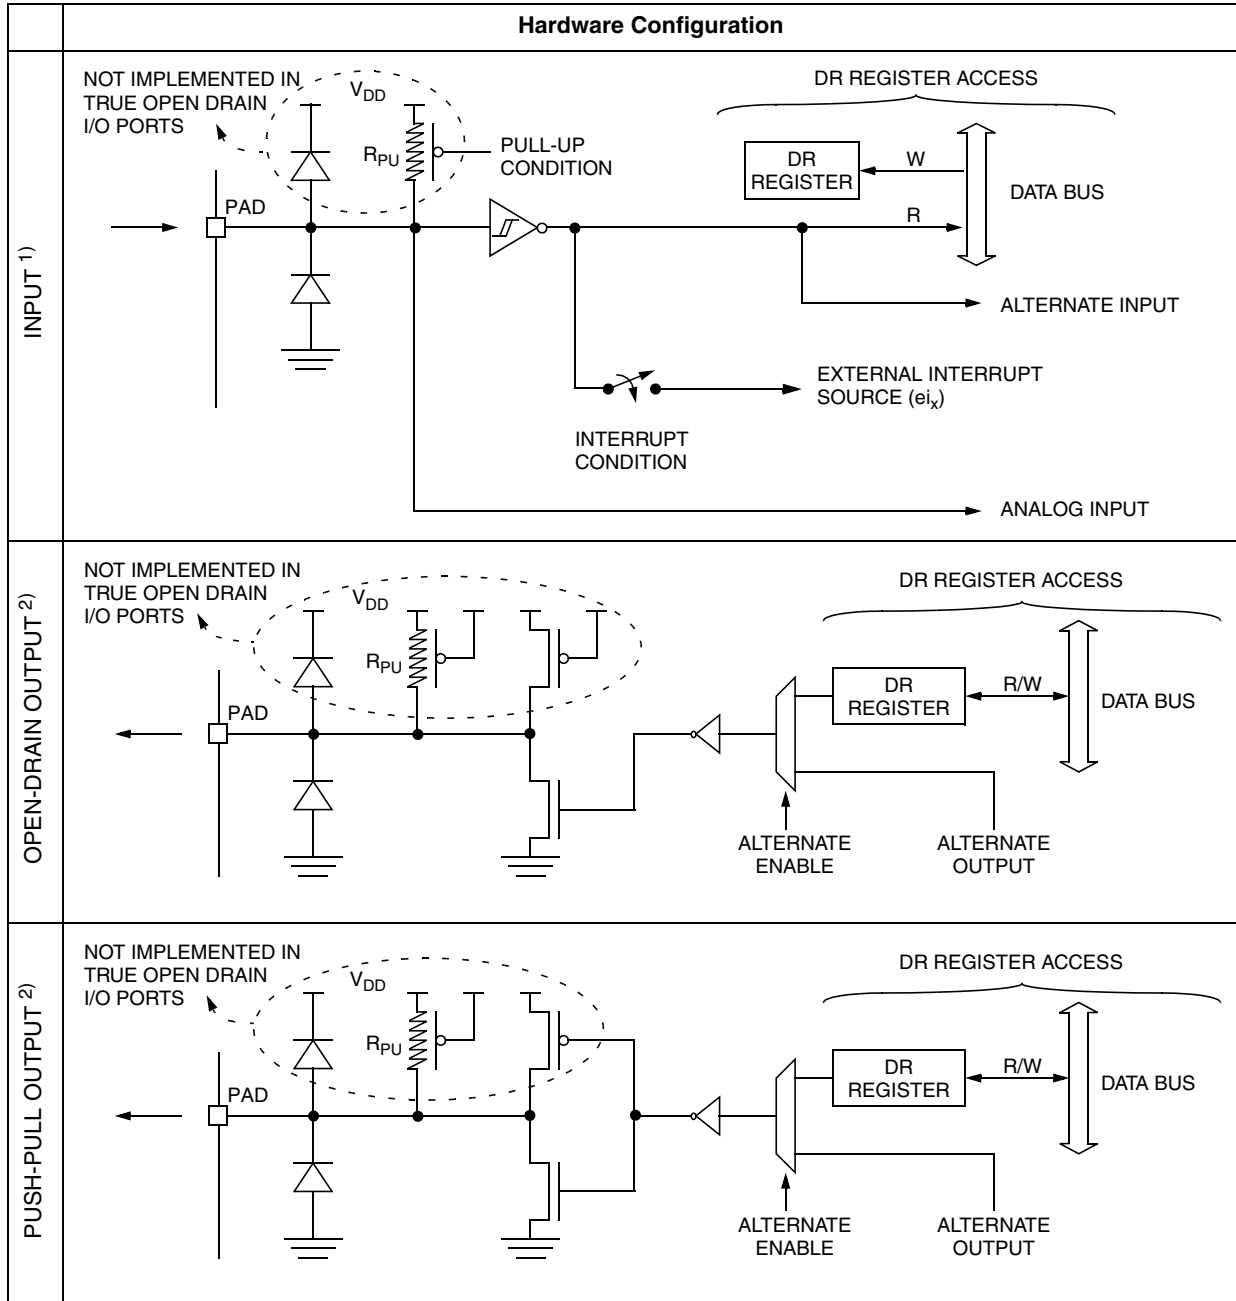 Hardware Configuration
INPUT 1)
NOT IMPLEMENTED IN
TRUE OPEN DRAIN
I/O PORTS
VDD
RPU
PULL-UP
CONDITION
PAD
DR REGISTER ACCESS
DR
REGISTER
W
R
DATA BUS
ALTERNATE INPUT
EXTERNAL INTERRUPT
SOURCE (eix)
INTERRUPT
CONDITION
ANALOG INPUT
OPEN-DRAIN OUTPUT 2)
NOT IMPLEMENTED IN
TRUE OPEN DRAIN
I/O PORTS
VDD
RPU
PAD
DR REGISTER ACCESS
DR
REGISTER
R/W
DATA BUS
ALTERNATE
ENABLE
ALTERNATE
OUTPUT
PUSH-PULL OUTPUT 2)
NOT IMPLEMENTED IN
TRUE OPEN DRAIN
I/O PORTS
VDD
RPU
PAD
DR REGISTER ACCESS
DR
REGISTER
R/W
DATA BUS
ALTERNATE
ENABLE
ALTERNATE
OUTPUT